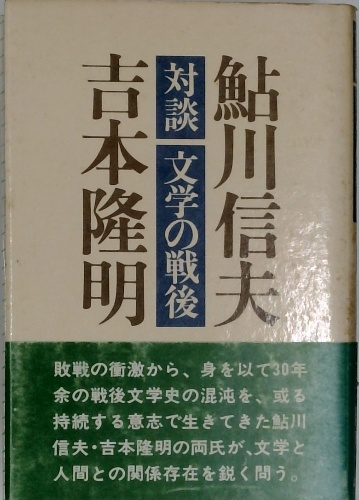 鮎川信夫
対談
文学の戦後
吉本隆明
敗戦の衝激から、身を以て30年
余の戦後文学史の混沌を、或る
持続する意志で生きてきた鮎川
信夫・吉本隆明の両氏が、文学と
人間との関係存在を鋭く問う。